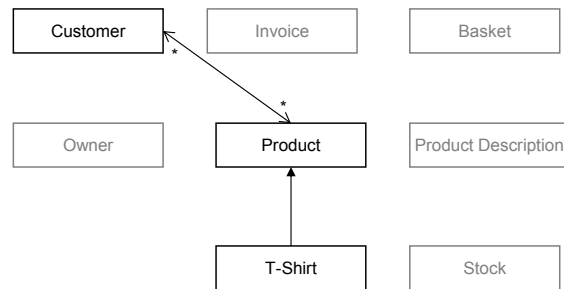 Customer
Invoice
Basket
*
*
Owner
Product
Product Description
T-Shirt
Stock